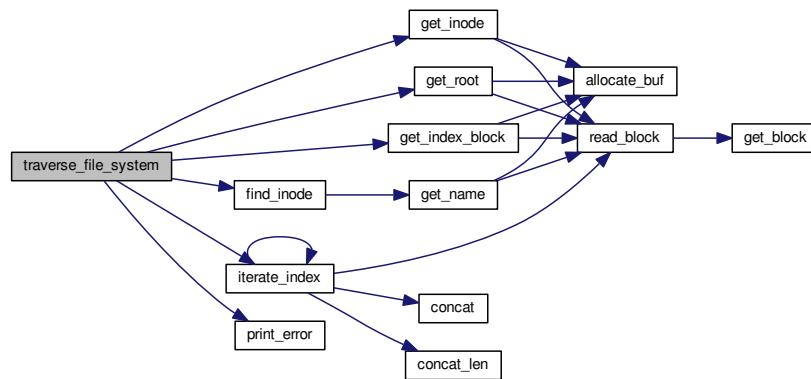 get_inode
get_root
allocate_buf
get_index_block
read_block
get_block
traverse_file_system
find_inode
get_name
iterate_index
concat
print_error
concat_len